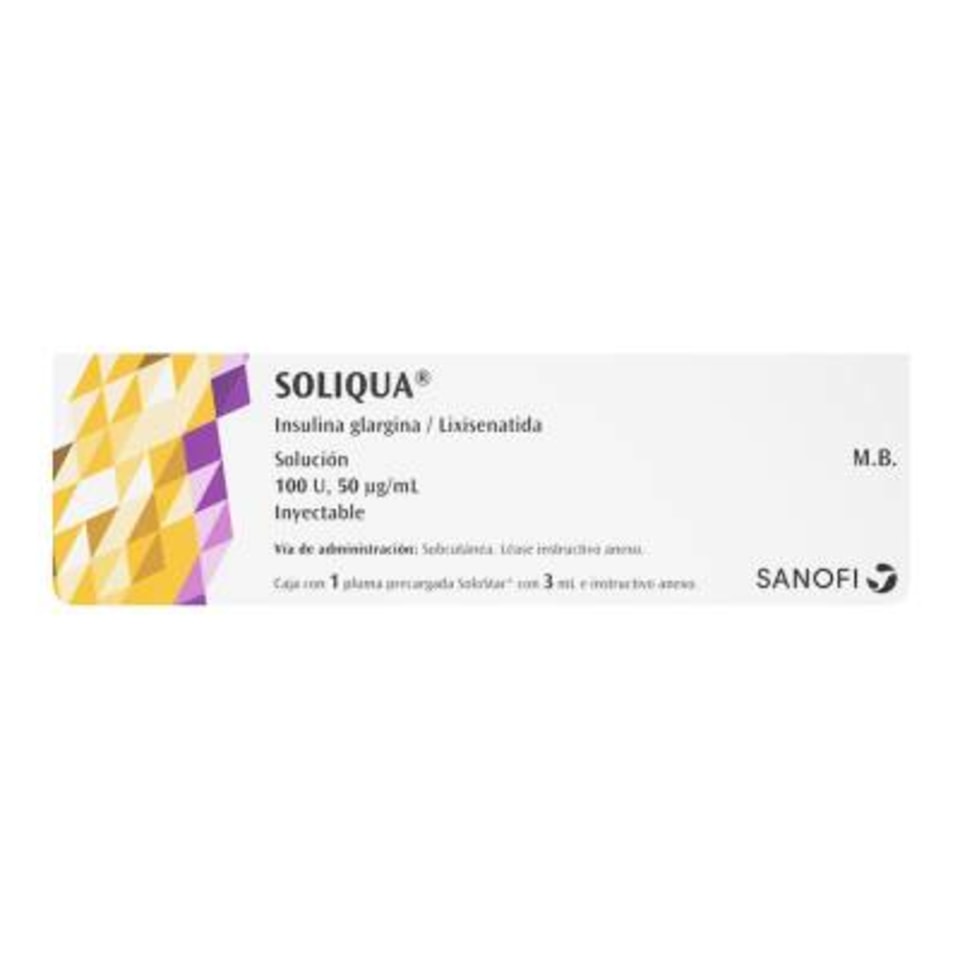 SOLIQUA®
Insulina glargina / Lixisenatida
Solución
100 U, 50 µg/mL
Inyectable
M.B.
Vía de administración: Subcutánea. Léase instructivo anexo.
Caja con 1 pluma precargada SoloStar® con 3 mL e instructivo anexo.
SANOFI